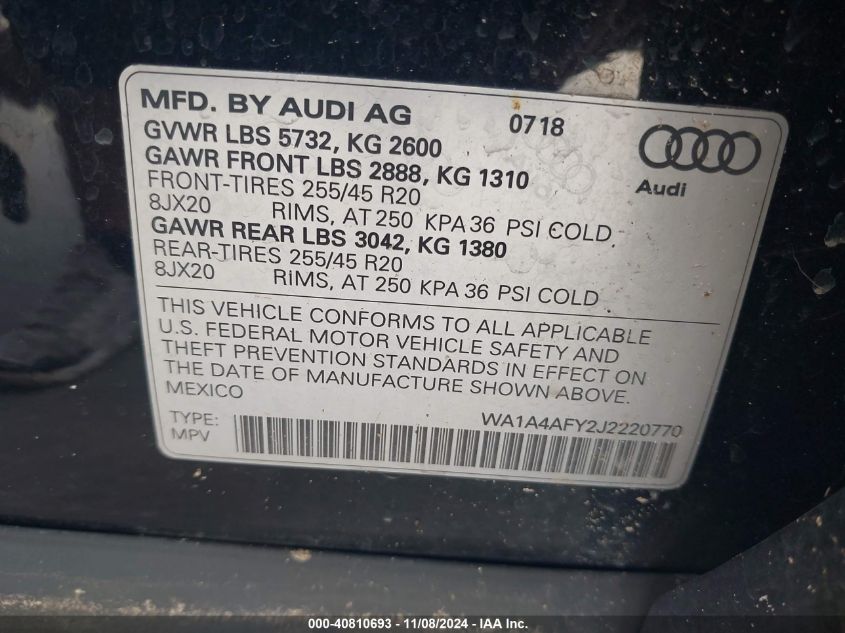 MFD. BY AUDI AG 0718
GVWR LBS 5732, KG 2600
GAWR FRONT LBS 2888, KG 1310
FRONT-TIRES 255/45 R20
8JX20 RIMS, AT 250 KPA 36 PSI COLD.
GAWR REAR LBS 3042, KG 1380
REAR-TIRES 255/45 R20
8JX20 RIMS, AT 250 KPA 36 PSI COLD
Audi
THIS VEHICLE CONFORMS TO ALL APPLICABLE
U.S. FEDERAL MOTOR VEHICLE SAFETY AND
THEFT PREVENTION STANDARDS IN EFFECT ON
THE DATE OF MANUFACTURE SHOWN ABOVE.
MEXICO
TYPE: WA1A4AFY2J2220770
MPV
000-40810693 - 11/08/2024 - IAA Inc.